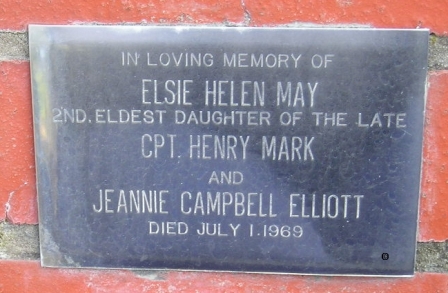 IN LOVING MEMORY OF
ELSIE HELEN MAY
2ND. ELDEST DAUGHTER OF THE LATE
CPT. HENRY MARK
AND
JEANNIE CAMPBELL ELLIOTT
DIED JULY 1. 1969